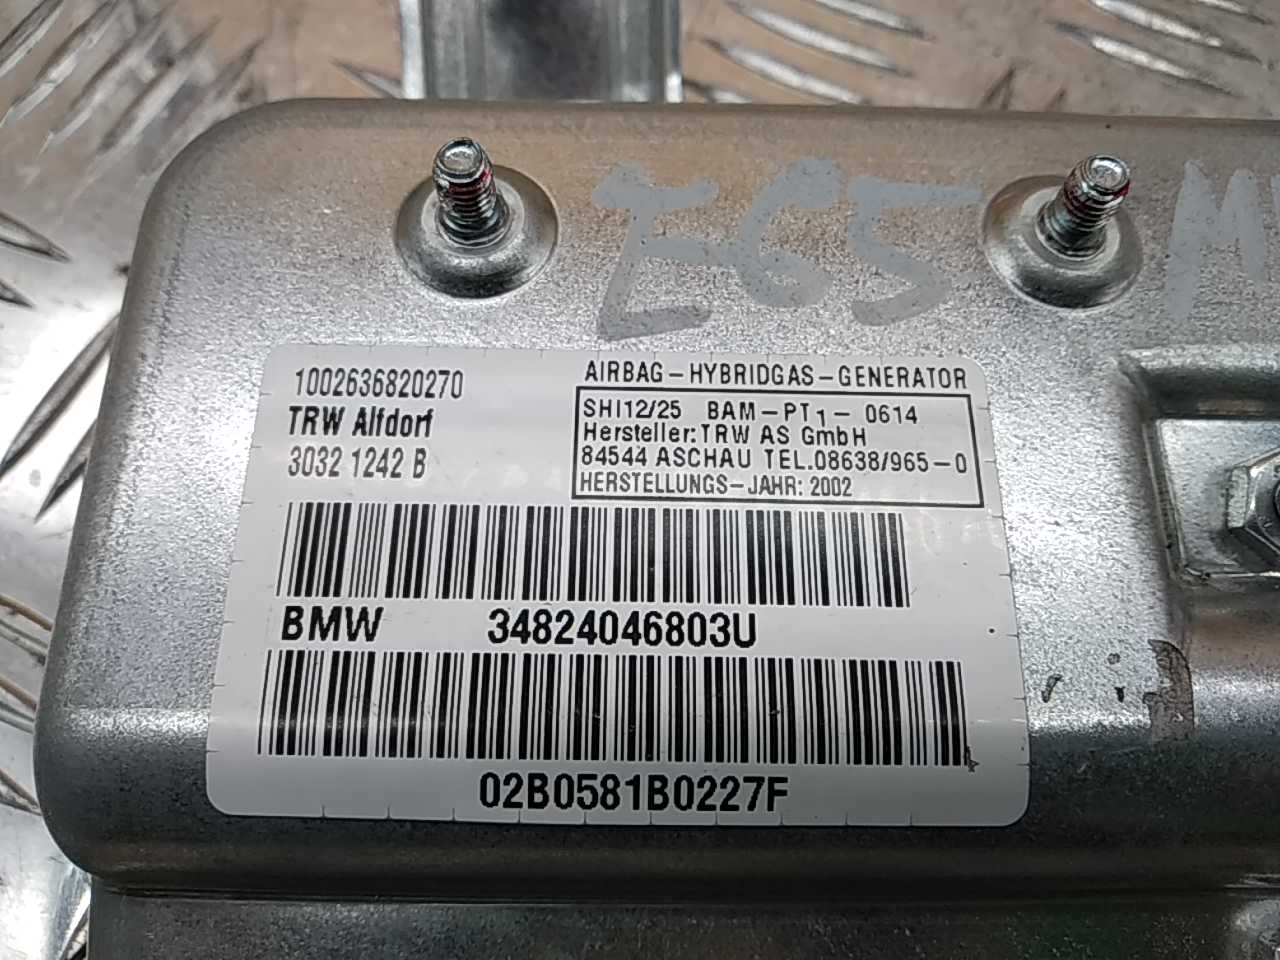 E65
1002636820270
TRW Alfdorf
3032 1242 B
AIRBAG-HYBRIDGAS-GENERATOR
SHI12/25 BAM-PT1-0614
Hersteller: TRW AS GmbH
84544 ASCHAU TEL.08638/965-0
HERSTELLUNGS-JAHR: 2002
BMW 34824046803U
02B0581B0227F